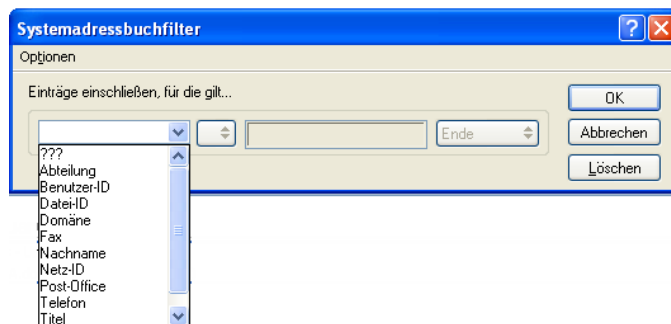 Systemadressbuchfilter
Optionen
Einträge einschließen, für die gilt...
OK
Ende
Abbrechen
Löschen
???
Abteilung
Benutzer-ID
Datei-ID
Domäne
Fax
Nachname
Netz-ID
Post-Office
Telefon
Titel